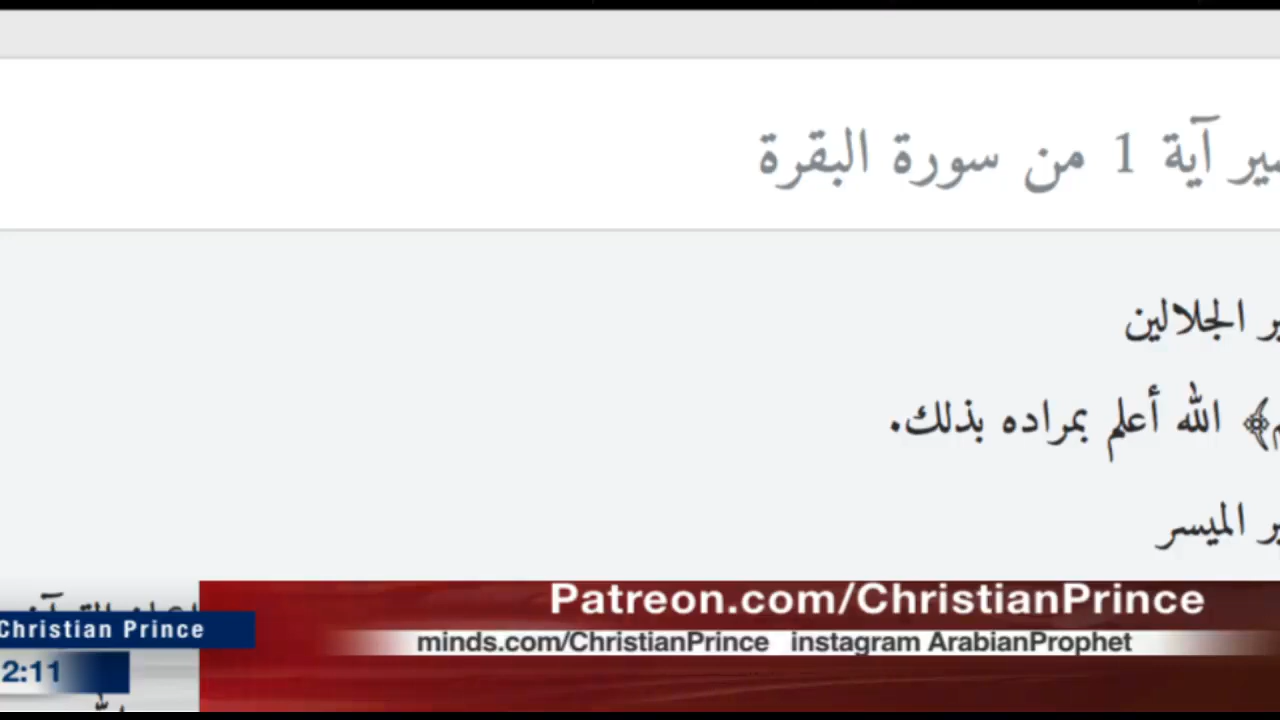 آية 1 من سورة البقرة
الجلالين
الله أعلم بمراده بذلك.
الميسر
Patreon.com/ChristianPrince
Christian Prince
minds.com/ChristianPrince instagram ArabianProphet
2:11